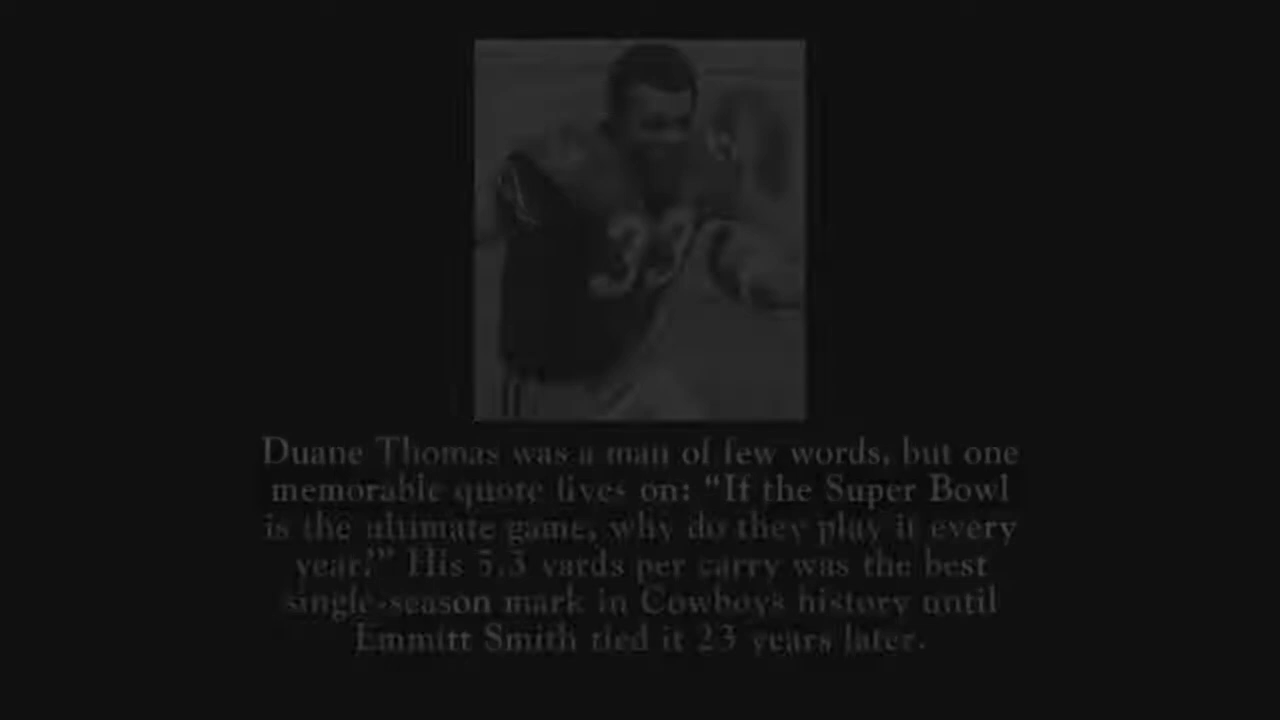 33
Duane Thomas was a man of few words, but one
memorable quote lives on: “If the Super Bowl
is the ultimate game, why do they play it every
year?” His 5.3 yards per carry was the best
single-season mark in Cowboys history until
Emmitt Smith tied it 23 years later.